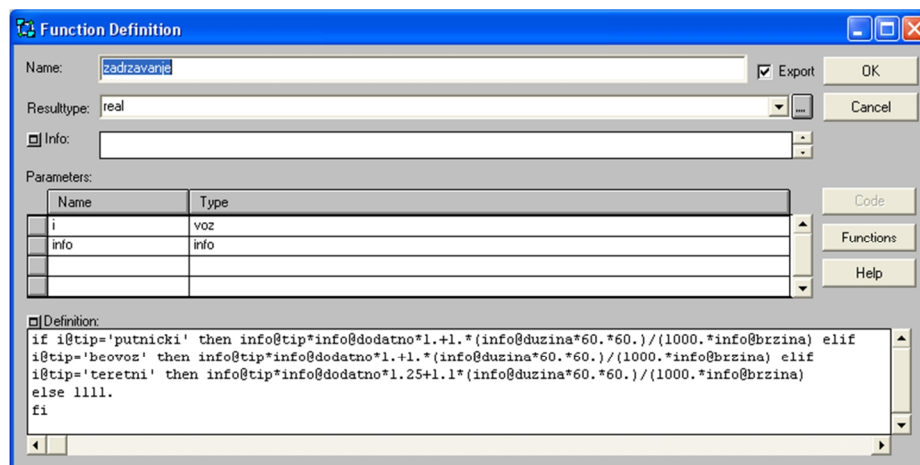 Function Definition
Name: zadrzavanje Export OK
Resulttype: real ... Cancel
Info:
Parameters:
Name Type Code
i voz
info info Functions
Help
Definition:
if i@tip='putnicki' then info@tip*info@dodatno*1.+1.*(info@duzina*60.*60.)/(1000.*info@brzina) elif
i@tip='beovoz' then info@tip*info@dodatno*1.+1.*(info@duzina*60.*60.)/(1000.*info@brzina) elif
i@tip='teretni' then info@tip*info@dodatno*1.25+1.1*(info@duzina*60.*60.)/(1000.*info@brzina)
else 1111.
fi